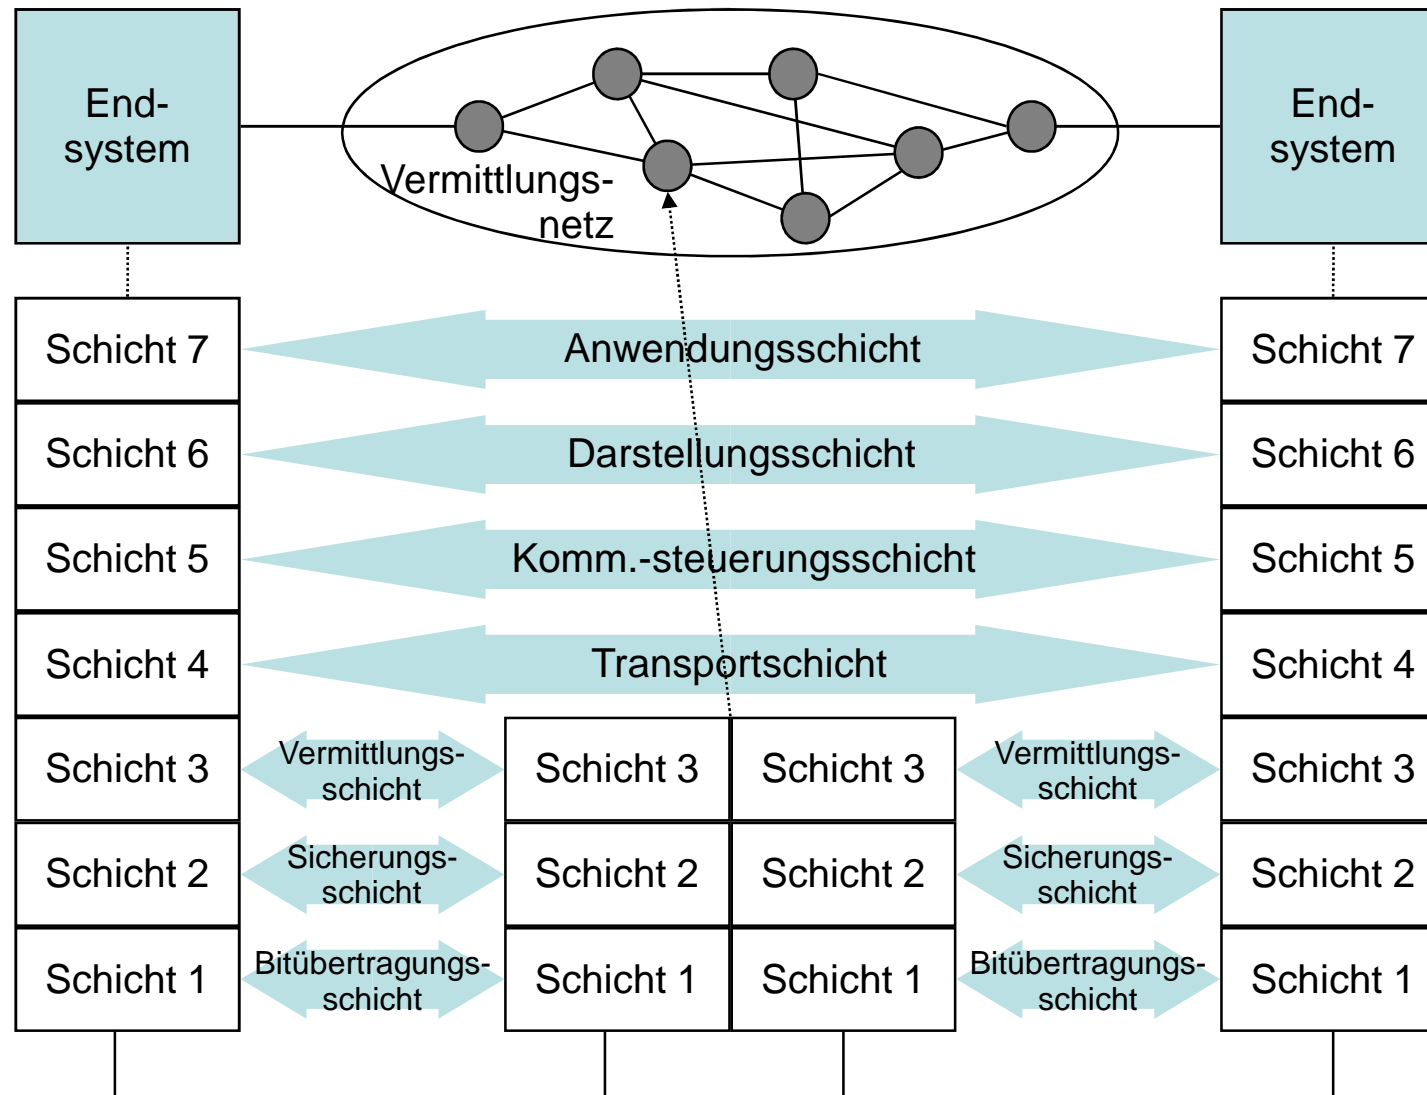 End-
system
Vermittlungs-
netz
End-
system
Schicht 7
Anwendungsschicht
Schicht 7
Schicht 6
Darstellungsschicht
Schicht 6
Schicht 5
Komm.-steuerungsschicht
Schicht 5
Schicht 4
Transportschicht
Schicht 4
Schicht 3
Vermittlungs-
schicht
Schicht 3
Schicht 3
Vermittlungs-
schicht
Schicht 3
Schicht 2
Sicherungs-
schicht
Schicht 2
Schicht 2
Sicherungs-
schicht
Schicht 2
Schicht 1
Bitübertragungs-
schicht
Schicht 1
Schicht 1
Bitübertragungs-
schicht
Schicht 1